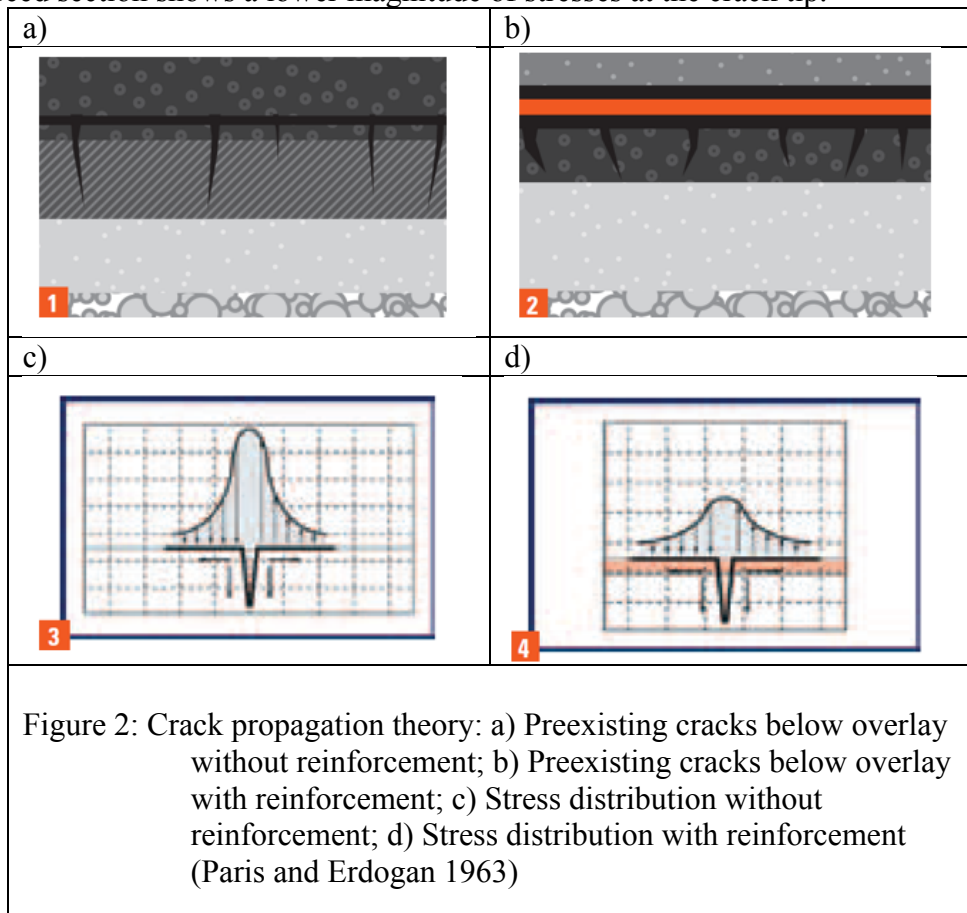 a)
b)
1
2
c)
d)
3
4
Figure 2: Crack propagation theory: a) Preexisting cracks below overlay
without reinforcement; b) Preexisting cracks below overlay
with reinforcement; c) Stress distribution without
reinforcement; d) Stress distribution with reinforcement
(Paris and Erdogan 1963)